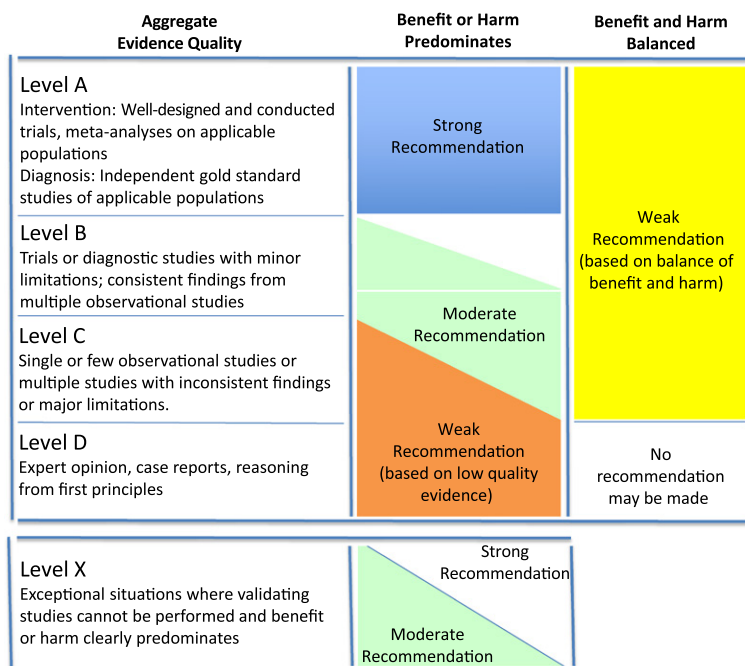 Aggregate
Evidence Quality
Benefit or Harm
Predominates
Benefit and Harm
Balanced
Level A
Intervention: Well-designed and conducted
trials, meta-analyses on applicable
populations
Diagnosis: Independent gold standard
studies of applicable populations
Strong
Recommendation
Weak
Recommendation
(based on balance of
benefit and harm)
Level B
Trials or diagnostic studies with minor
limitations; consistent findings from
multiple observational studies
Moderate
Recommendation
Level C
Single or few observational studies or
multiple studies with inconsistent findings
or major limitations.
Level D
Expert opinion, case reports, reasoning
from first principles
Weak
Recommendation
(based on low quality
evidence)
No
recommendation
may be made
Level X
Exceptional situations where validating
studies cannot be performed and benefit
or harm clearly predominates
Strong
Recommendation
Moderate
Recommendation